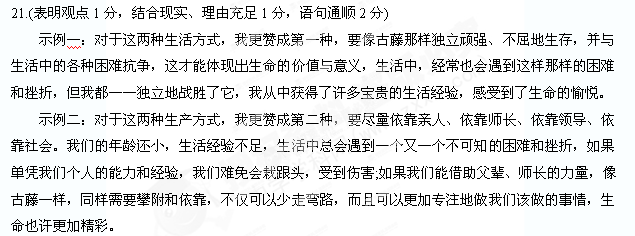 21.(表明观点1分，结合现实、理由充足1分，语句通顺2分)
示例一：对于这两种生活方式，我更赞成第一种，要像古藤那样独立顽强、不屈地生存，并与
生活中的各种困难抗争，这才能体现出生命的价值与意义，生活中，经常也会遇到这样那样的困难
和挫折，但我都一一独立地战胜了它，我从中获得了许多宝贵的生活经验，感受到了生命的愉悦。
示例二：对于这两种生产方式，我更赞成第二种，要尽量依靠亲人、依靠师长、依靠领导、依
靠社会。我们的年龄还小，生活经验不足，生活中总会遇到一个又一个不可知的困难和挫折，如果
单凭我们个人的能力和经验，我们难免会栽跟头，受到伤害;如果我们能借助父辈、师长的力量，像
古藤一样，同样需要攀附和依靠，不仅可以少走弯路，而且可以更加专注地做我们该做的事情，生
命也许更加精彩。